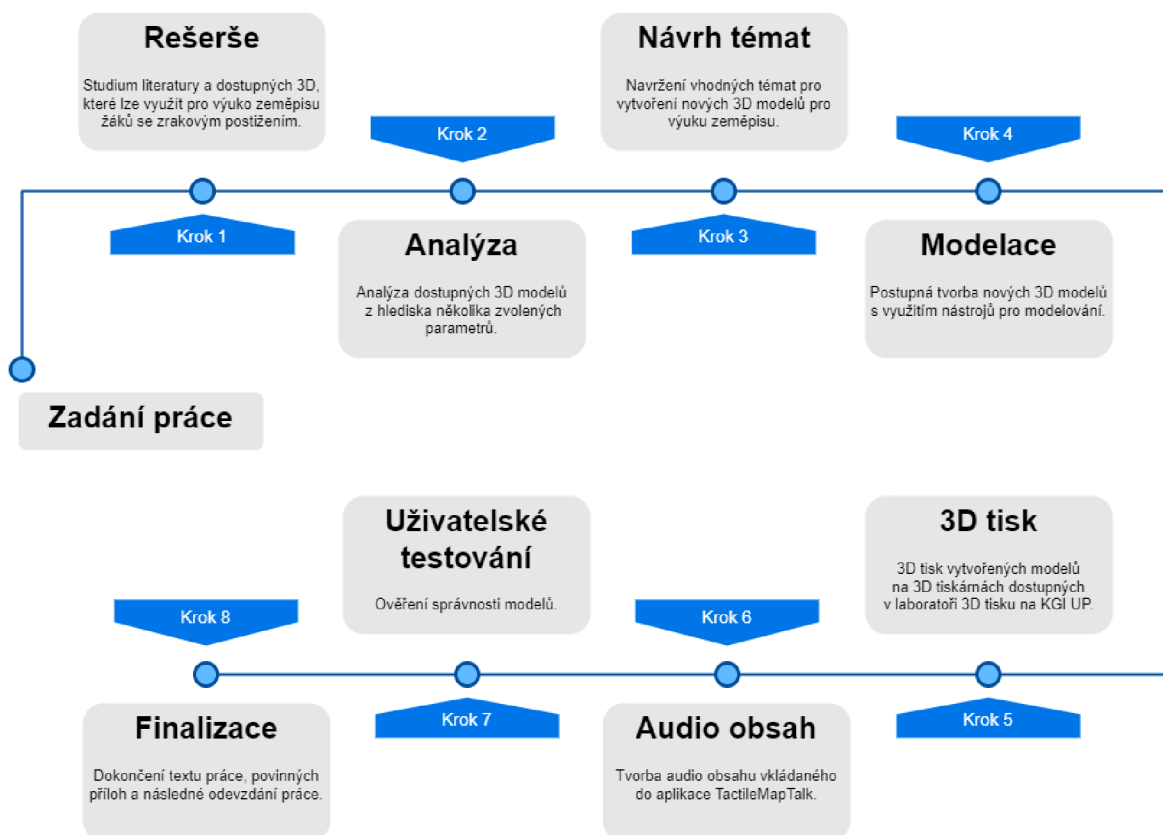 Rešerše
Studium literatury a dostupných 3D,
které lze využít pro výuko zeměpisu
žáků se zrakovým postižením.
Krok 1
Krok 2
Analýza
Analýza dostupných 3D modelů
z hlediska několika zvolených
parametrů.
Návrh témat
Navržení vhodných témat pro
vytvoření nových 3D modelů pro
výuku zeměpisu.
Krok 3
Krok 4
Modelace
Postupná tvorba nových 3D modelů
s využitím nástrojů pro modelování.
Zadání práce
3D tisk
3D tisk vytvořených modelů
na 3D tiskárnách dostupných
v laboratoři 3D tisku na KGI UP.
Krok 5
Krok 6
Audio obsah
Tvorba audio obsahu vkládaného
do aplikace TactileMapTalk.
Uživatelské
testování
Ověření správnosti modelů.
Krok 7
Krok 8
Finalizace
Dokončení textu práce, povinných
příloh a následné odevzdání práce.